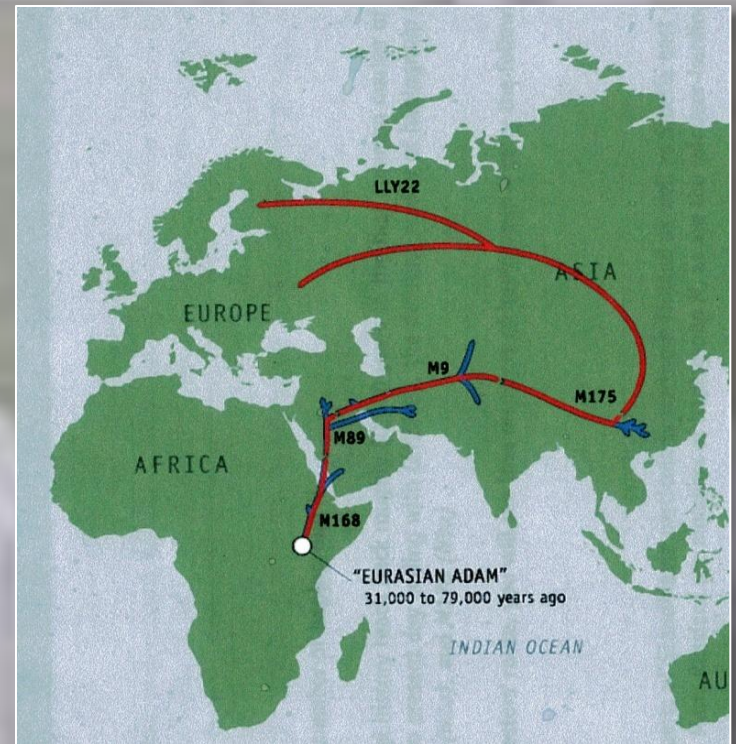 LLY22
ASIA
EUROPE
M9
M175
M89
AFRICA
M168
"EURASIAN ADAM"
31,000 to 79,000 years ago
INDIAN OCEAN
AU